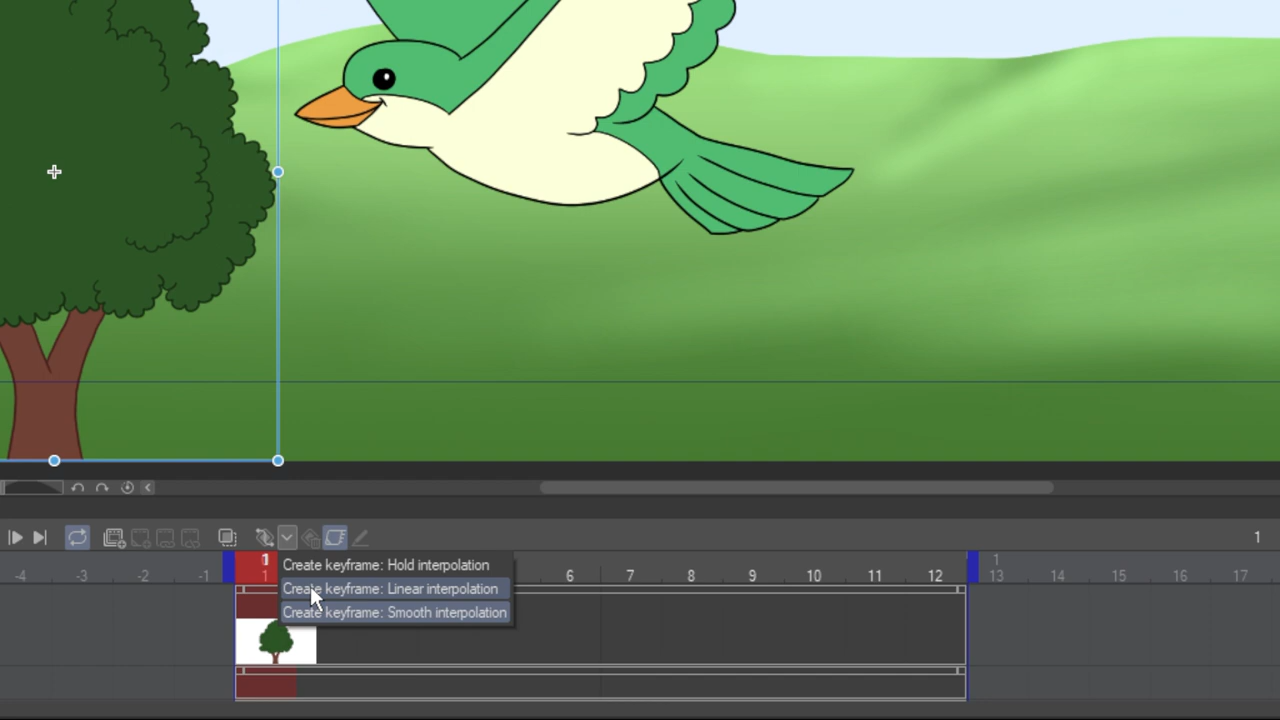 1
Create keyframe: Hold interpolation
Create keyframe: Linear interpolation
Create keyframe: Smooth interpolation
1 1
-4 -3 -2 -1 1 6 7 8 9 10 11 12 13 14 15 16 17